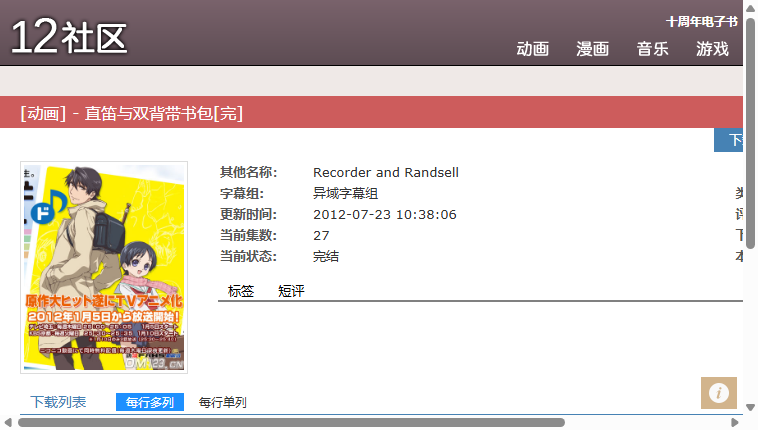 12社区
十周年电子书
动画 漫画 音乐 游戏
[动画] - 直笛与双背带书包[完]
其他名称: Recorder and Randsell
字幕组: 异域字幕组
更新时间: 2012-07-23 10:38:06
当前集数: 27
当前状态: 完结
标签 短评
ド
原作大ヒット遂にTVアニメ化
2012年1月5日から放送開始!
下载列表 每行多列 每行单列